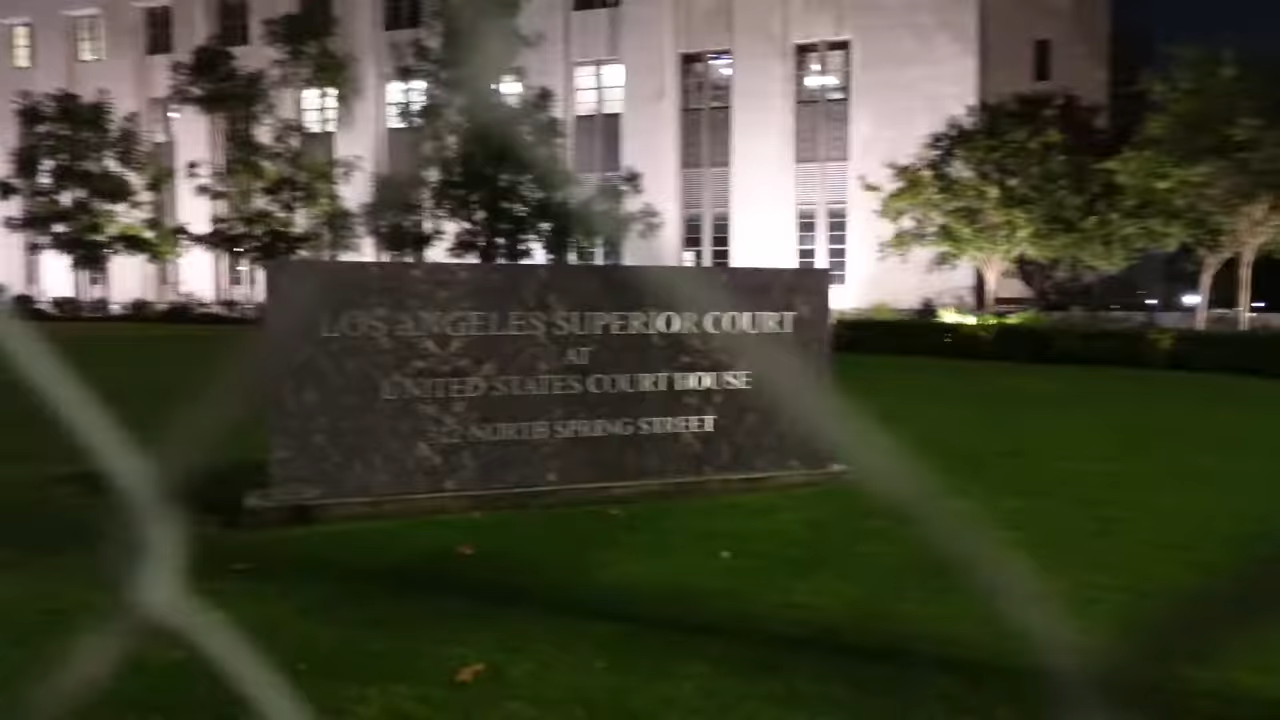 LOS ANGELES SUPERIOR COURT
AT
UNITED STATES COURT HOUSE
NORTH SPRING STREET